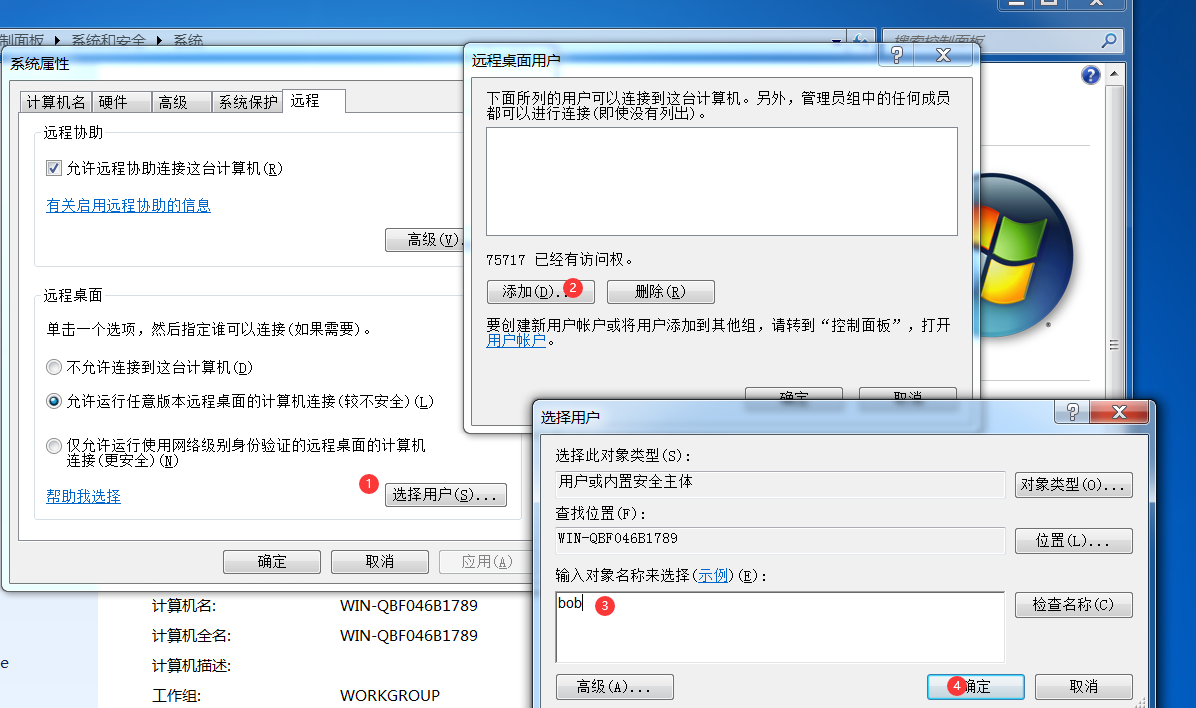 制面板 ▸ 系统和安全 ▸ 系统
搜索控制面板
系统属性
计算机名 硬件 高级 系统保护 远程
远程协助
允许远程协助连接这台计算机(R)
有关启用远程协助的信息
高级(V).
远程桌面
单击一个选项，然后指定谁可以连接(如果需要)。
不允许连接到这台计算机(D)
允许运行任意版本远程桌面的计算机连接(较不安全)(L)
仅允许运行使用网络级别身份验证的远程桌面的计算机
连接(更安全)(N)
帮助我选择
1
选择用户(S)...
确定 取消 应用(A)
远程桌面用户
下面所列的用户可以连接到这台计算机。另外，管理员组中的任何成员
都可以进行连接(即使没有列出)。
75717 已经有访问权。
添加(D)..
2
删除(R)
要创建新用户帐户或将用户添加到其他组，请转到“控制面板”，打开
用户帐户。
确定 取消
选择用户
选择此对象类型(S):
用户或内置安全主体
对象类型(O)...
查找位置(F):
WIN-QBF046B1789
位置(L)...
输入对象名称来选择(示例)(E):
bob
3
检查名称(C)
高级(A)...
4
确定
取消
计算机名: WIN-QBF046B1789
计算机全名: WIN-QBF046B1789
计算机描述:
工作组: WORKGROUP
e